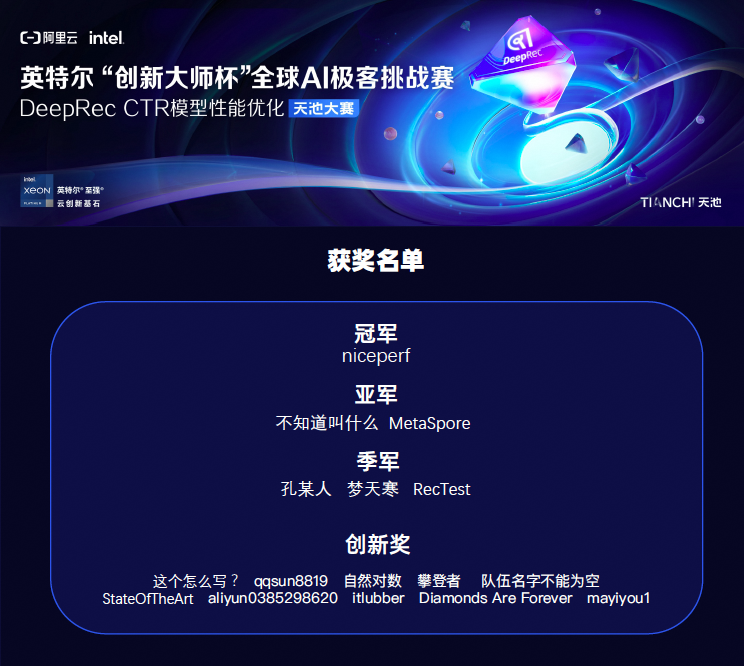 阿里云 intel.
英特尔 “创新大师杯”全球AI极客挑战赛
DeepRec CTR模型性能优化 天池大赛
DeepRec
intel.
XEON
PLATINUM
英特尔®至强®
云创新基石
TIANCHI 天池
获奖名单
冠军
niceperf
亚军
不知道叫什么 MetaSpore
季军
孔某人 梦天寒 RecTest
创新奖
这个怎么写？ qqsun8819 自然对数 攀登者 队伍名字不能为空
StateOfTheArt aliyun0385298620 itlubber Diamonds Are Forever mayiyou1